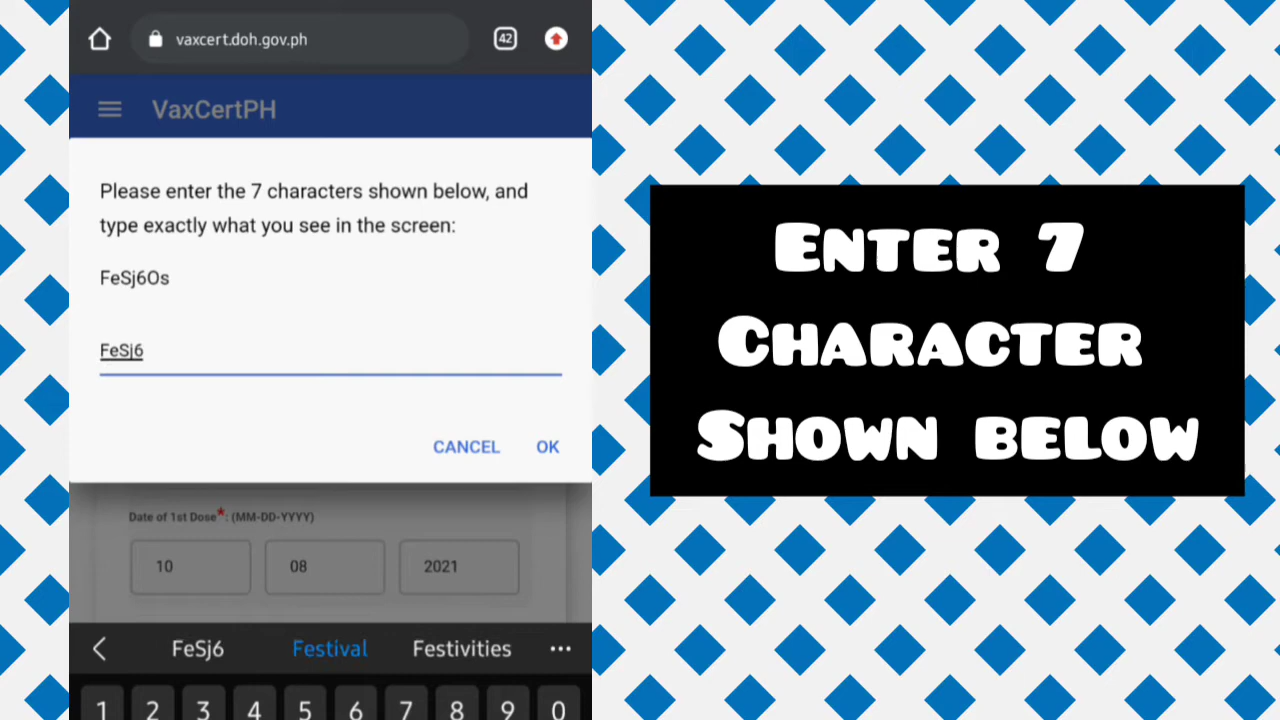 42
vaxcert.doh.gov.ph
VaxCertPH
Please enter the 7 characters shown below, and
type exactly what you see in the screen:
FeSj6Os
FeSj6
CANCEL OK
Date of 1st Dose*: (MM-DD-YYYY)
10 08 2021
FeSj6 Festival Festivities
1 2 3 4 5 6 7 8 9 0
ENTER 7
CHARACTER
SHOWN BELOW